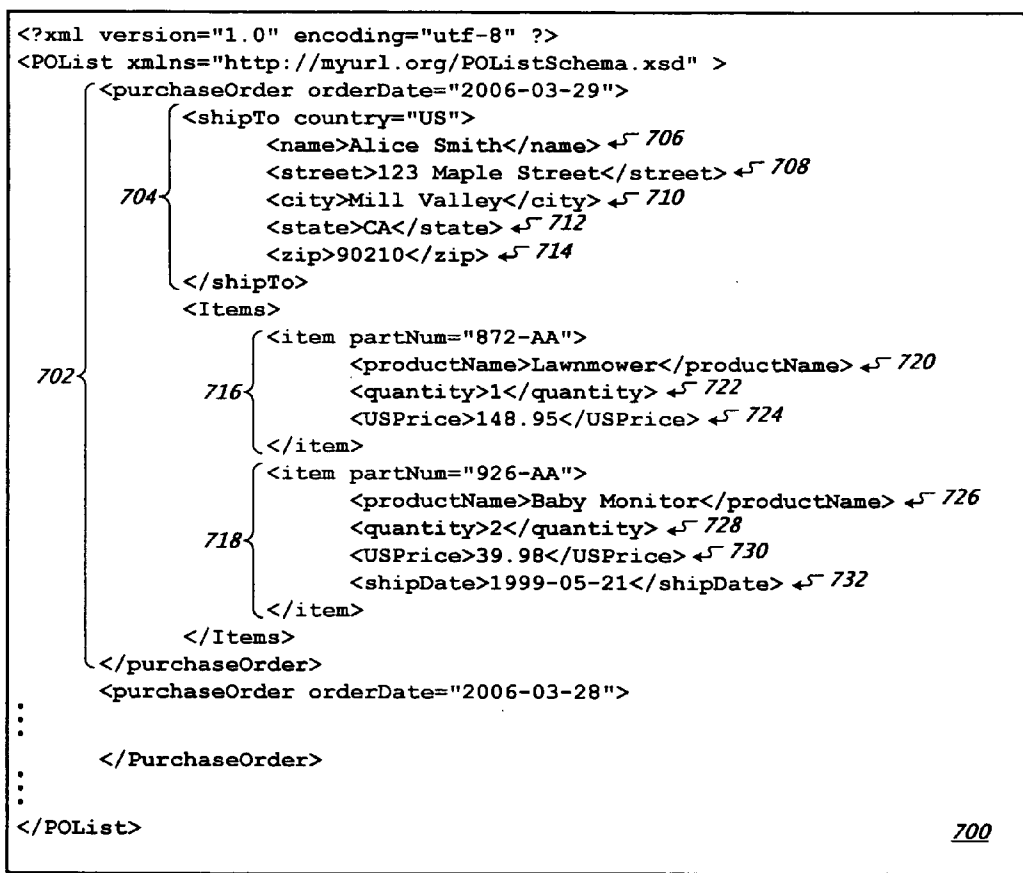 <?xml version="1.0" encoding="utf-8" ?>
<POList xmlns="http://myurl.org/POListSchema.xsd" >
<purchaseOrder orderDate="2006-03-29">
<shipTo country="US">
<name>Alice Smith</name> 706
<street>123 Maple Street</street> 708
704 <city>Mill Valley</city> 710
<state>CA</state> 712
<zip>90210</zip> 714
</shipTo>
<Items>
<item partNum="872-AA">
702 <productName>Lawnmower</productName> 720
716 <quantity>1</quantity> 722
<USPrice>148.95</USPrice> 724
</item>
<item partNum="926-AA">
<productName>Baby Monitor</productName> 726
718 <quantity>2</quantity> 728
<USPrice>39.98</USPrice> 730
<shipDate>1999-05-21</shipDate> 732
</item>
</Items>
</purchaseOrder>
<purchaseOrder orderDate="2006-03-28">
</PurchaseOrder>
</POList> 700